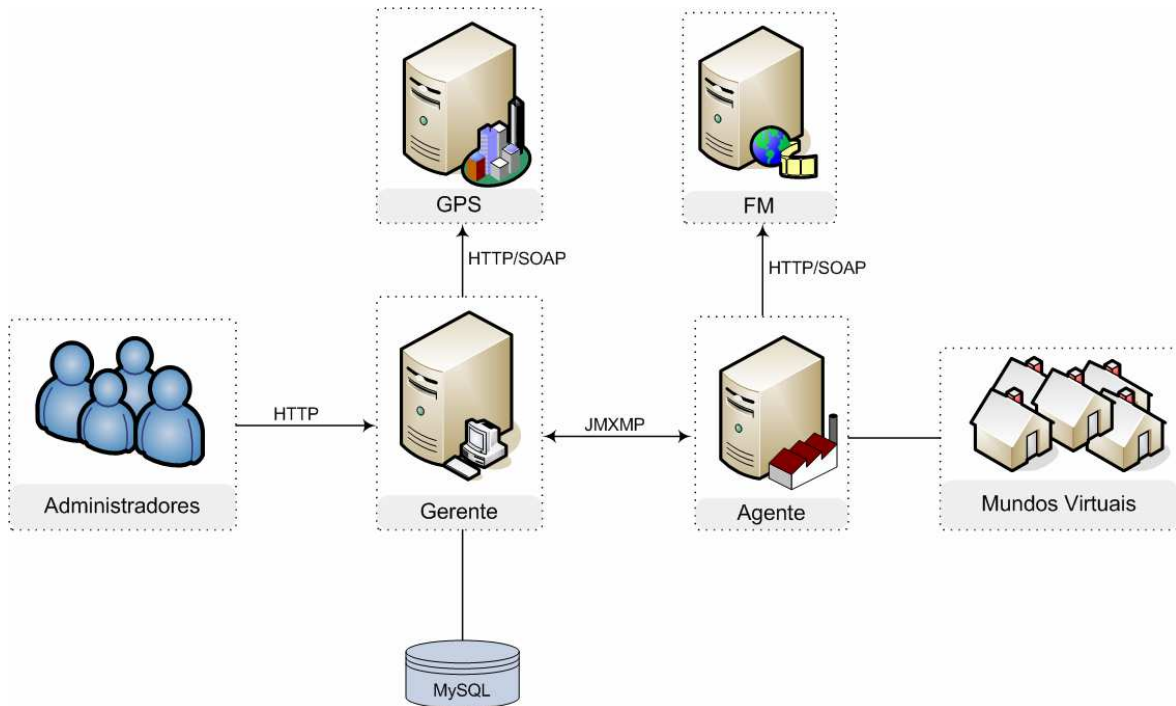 GPS
FM
HTTP/SOAP
HTTP/SOAP
HTTP
JMXMP
Administradores
Gerente
Agente
Mundos Virtuais
MySQL